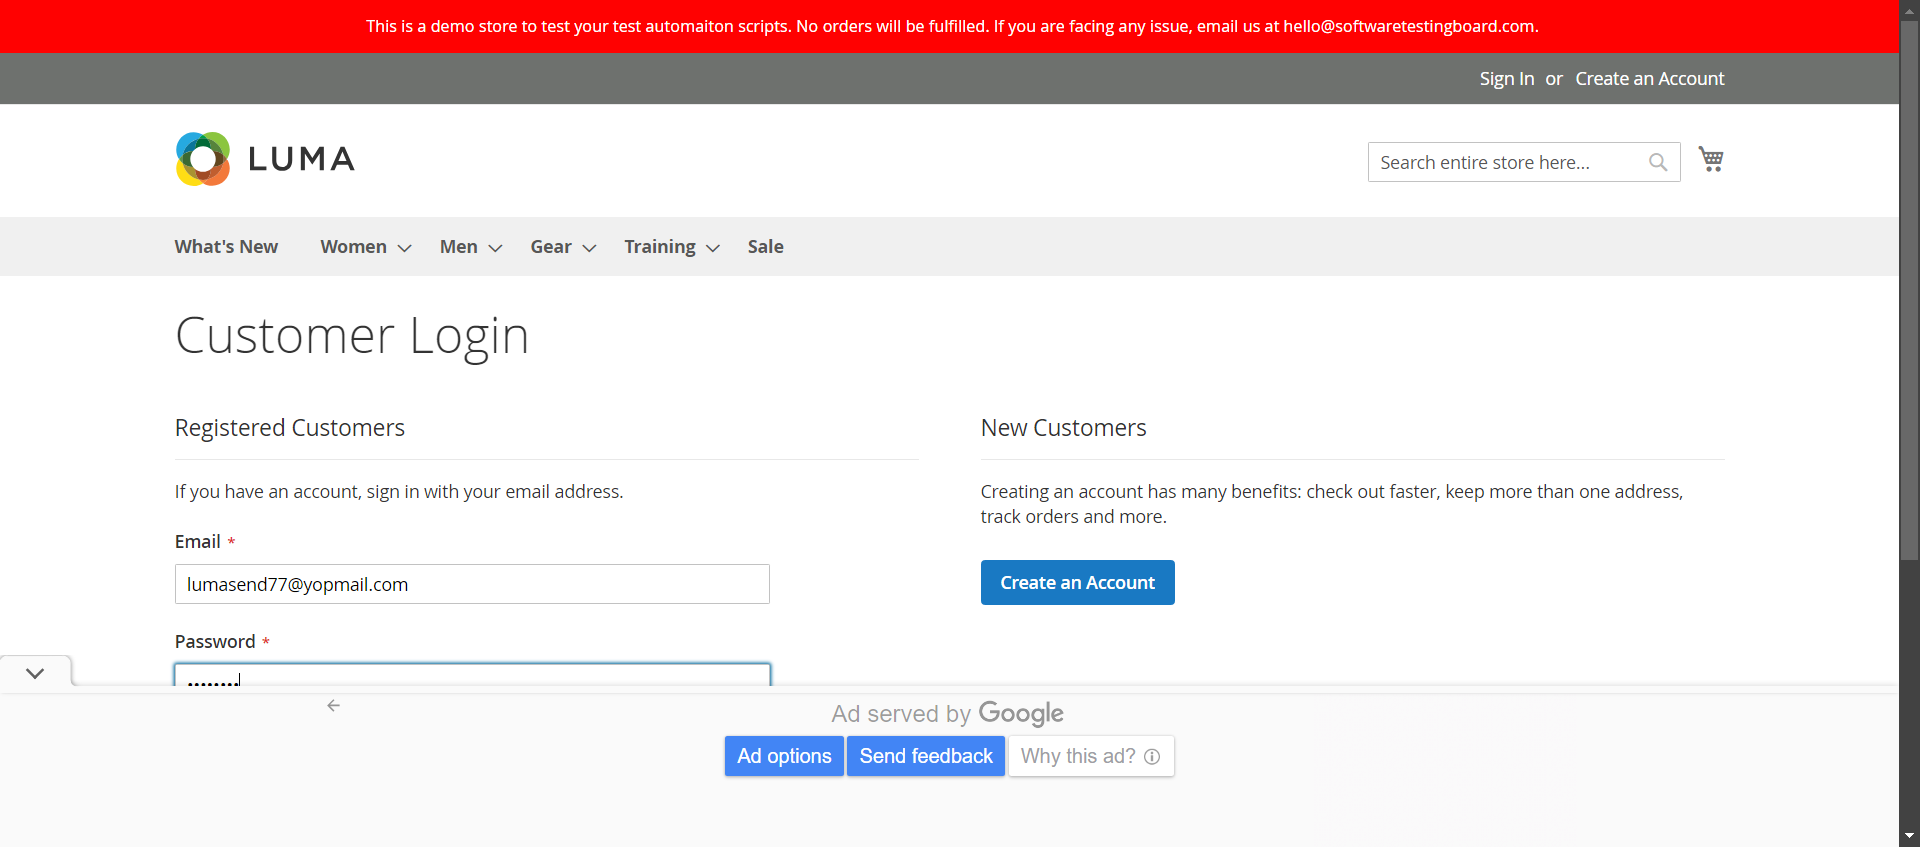 This is a demo store to test your test automaiton scripts. No orders will be fulfilled. If you are facing any issue, email us at hello@softwaretestingboard.com.
Sign In or Create an Account
LUMA
Search entire store here...
What's New Women Men Gear Training Sale
Customer Login
Registered Customers
If you have an account, sign in with your email address.
Email *
lumasend77@yopmail.com
Password *
New Customers
Creating an account has many benefits: check out faster, keep more than one address,
track orders and more.
Create an Account
Ad served by Google
Ad options Send feedback Why this ad?